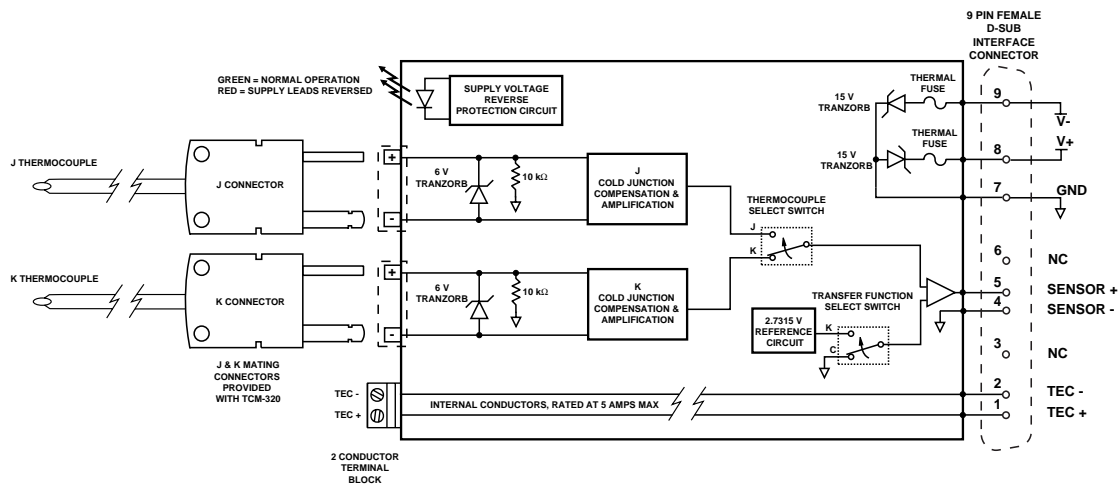 9 PIN FEMALE
D-SUB
INTERFACE
CONNECTOR
GREEN = NORMAL OPERATION
RED = SUPPLY LEADS REVERSED
SUPPLY VOLTAGE
REVERSE
PROTECTION CIRCUIT
15 V
TRANZORB
THERMAL
FUSE
9
V-
15 V
TRANZORB
THERMAL
FUSE
8
V+
7
GND
J THERMOCOUPLE
J CONNECTOR
+
-
6 V
TRANZORB
10 kΩ
J
COLD JUNCTION
COMPENSATION &
AMPLIFICATION
THERMOCOUPLE
SELECT SWITCH
J
K
6
NC
K THERMOCOUPLE
K CONNECTOR
+
-
6 V
TRANZORB
10 kΩ
K
COLD JUNCTION
COMPENSATION &
AMPLIFICATION
TRANSFER FUNCTION
SELECT SWITCH
2.7315 V
REFERENCE
CIRCUIT
K
C
5
SENSOR +
4
SENSOR -
3
NC
J & K MATING
CONNECTORS
PROVIDED
WITH TCM-320
TEC -
TEC +
INTERNAL CONDUCTORS, RATED AT 5 AMPS MAX
2
TEC -
1
TEC +
2 CONDUCTOR
TERMINAL
BLOCK